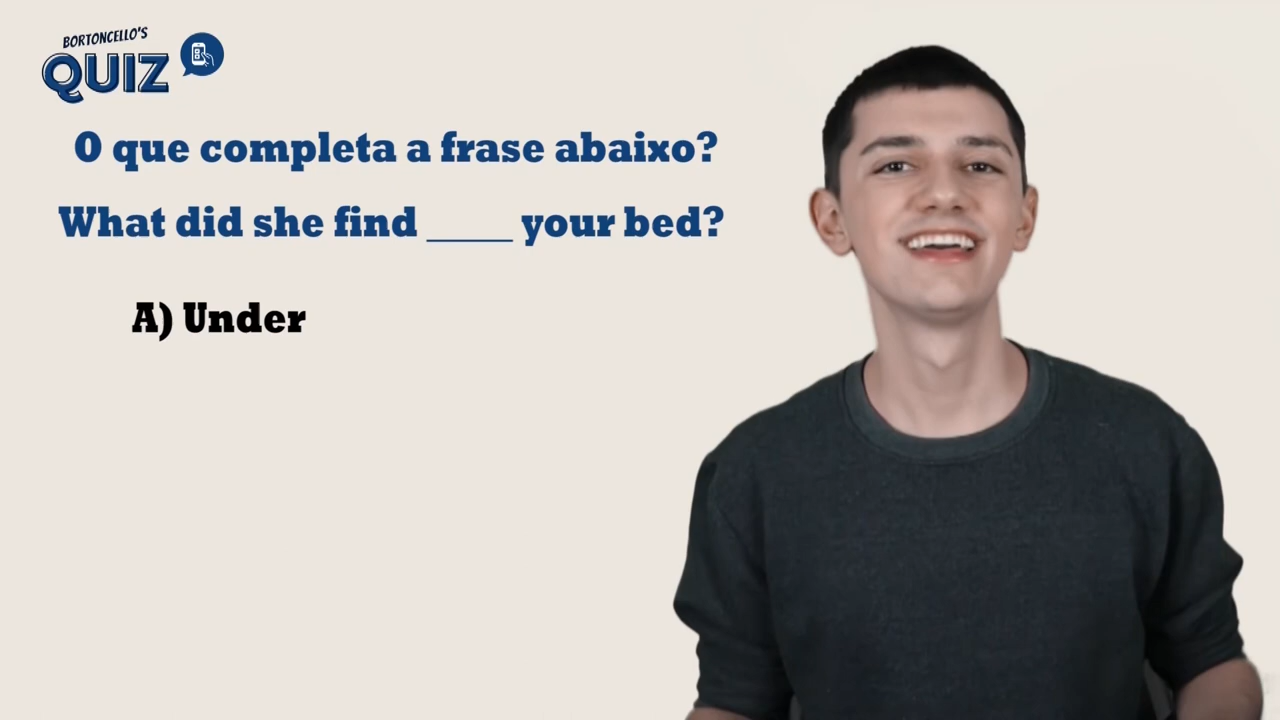 BORTONCELLO'S
QUIZ
O que completa a frase abaixo?
What did she find ____ your bed?
A) Under